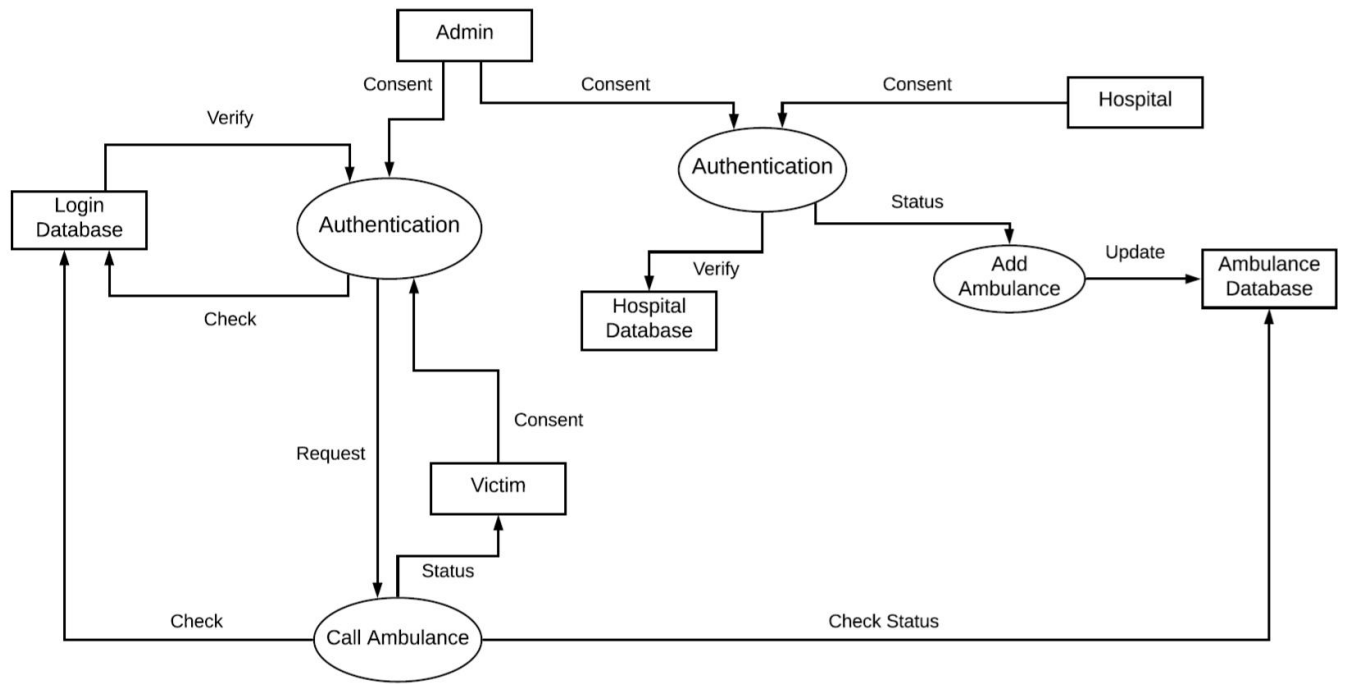 Admin
Consent
Consent
Consent
Hospital
Verify
Authentication
Login
Database
Authentication
Status
Verify
Add
Ambulance
Update
Ambulance
Database
Hospital
Database
Check
Consent
Request
Victim
Status
Check
Call Ambulance
Check Status